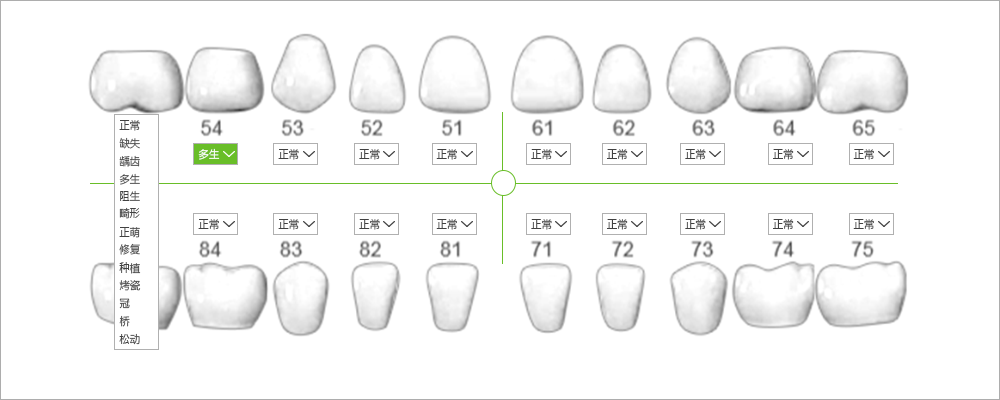 54 53 52 51 61 62 63 64 65
多生 正常 正常 正常 正常 正常 正常 正常 正常
正常
缺失
龋齿
多生
阻生
畸形
正萌
修复
种植
烤瓷
冠
桥
松动
正常 正常 正常 正常 正常 正常 正常 正常 正常
84 83 82 81 71 72 73 74 75